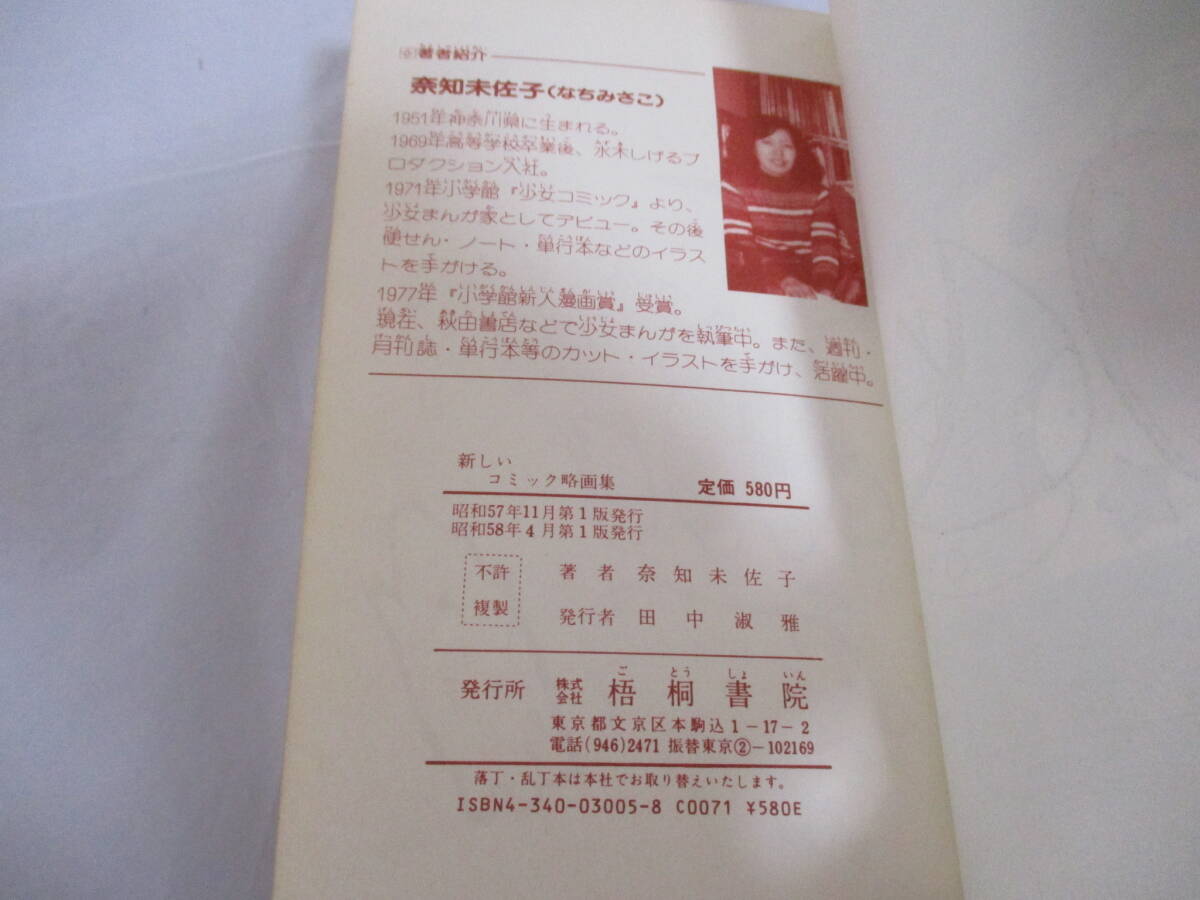 著者紹介
奈知未佐子(なちみさこ)
1951年神奈川県に生まれる。
1969年高等学校卒業後、水木しげるプ
ロダクション入社。
1971年小学館『少女コミック』より、
少女まんが家としてデビュー。その後
便せん・ノート・単行本などのイラス
トを手がける。
1977年『小学館新人漫画賞』受賞。
現在、秋田書店などで少女まんがを執筆中。また、週刊・
月刊誌・単行本等のカット・イラストを手がけ、活躍中。
新しい
コミック略画集 定価 580円
昭和57年11月第1版発行
昭和58年4月第1版発行
不許 著者 奈知未佐子
複製 発行者 田中淑雅
ご とう しょ いん
発行所 株式会社 梧桐書院
東京都文京区本駒込1-17-2
電話(946)2471 振替東京②-102169
落丁・乱丁本は本社でお取り替えいたします。
ISBN4-340-03005-8 C0071 ¥580E